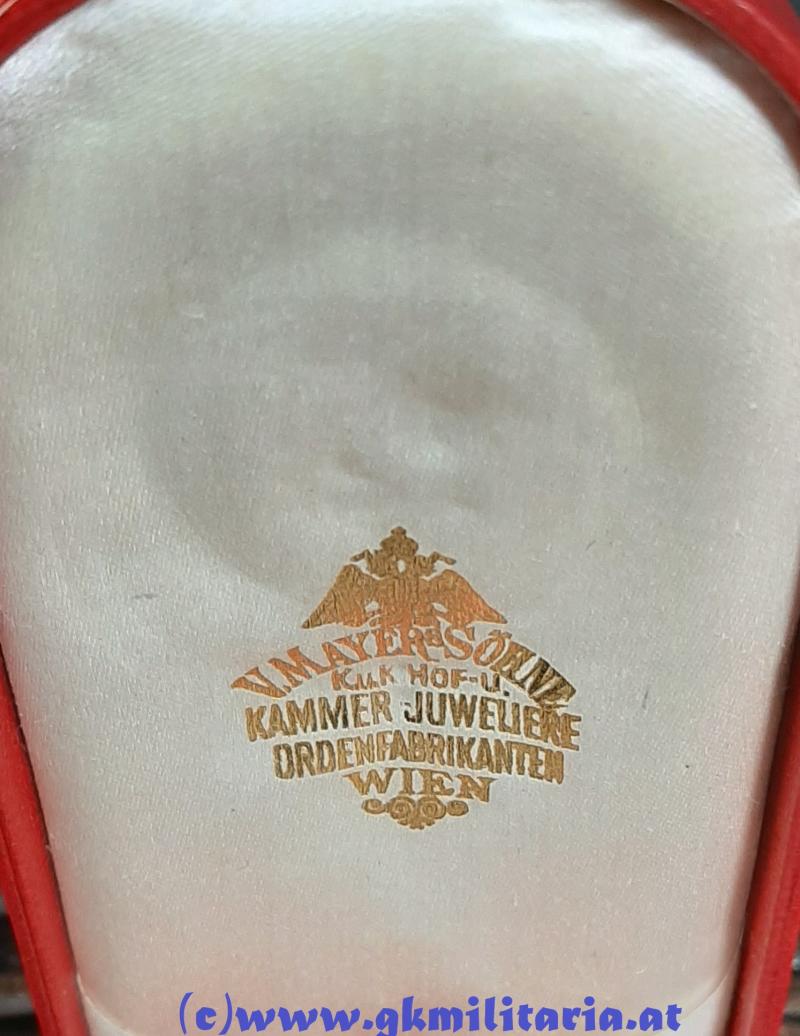 V. MAYER'S SÖHNE
K.u.K HOF-U.
KAMMER JUWELIERE
ORDENFABRIKANTEN
WIEN
(c)www.gkmilitaria.at